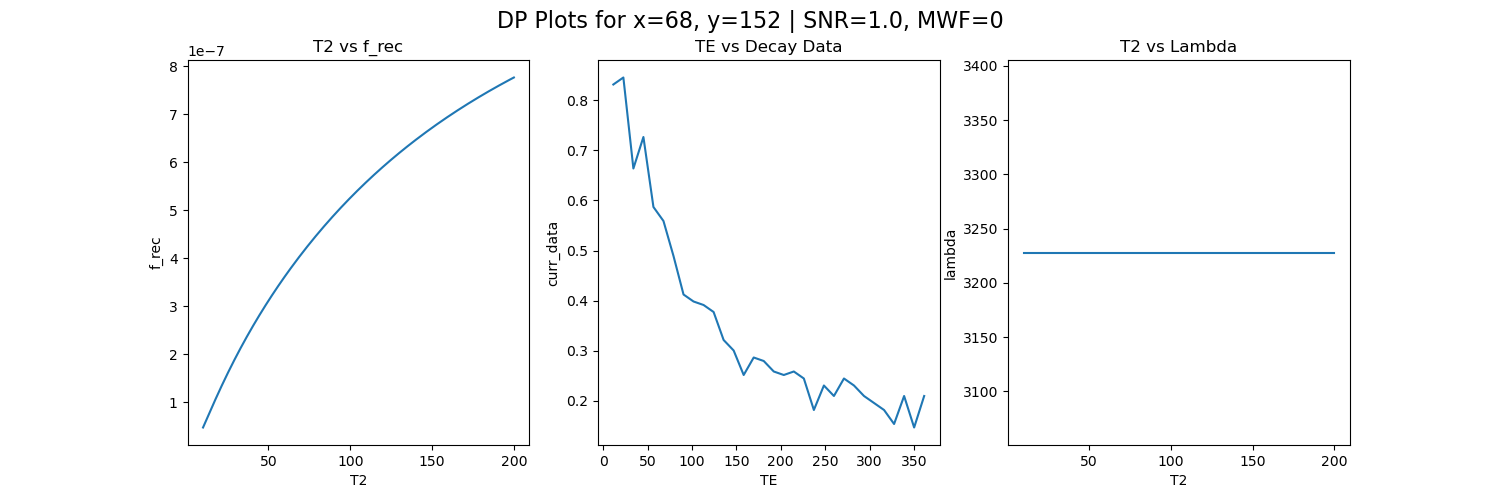 DP Plots for x=68, y=152 | SNR=1.0, MWF=0
T2 vs f_rec
1e−7
8
7
6
5
4
3
2
1
f_rec
50 100 150 200
T2
TE vs Decay Data
0.8
0.7
0.6
0.5
0.4
0.3
0.2
curr_data
0 50 100 150 200 250 300 350
TE
T2 vs Lambda
3400
3350
3300
3250
3200
3150
3100
lambda
50 100 150 200
T2